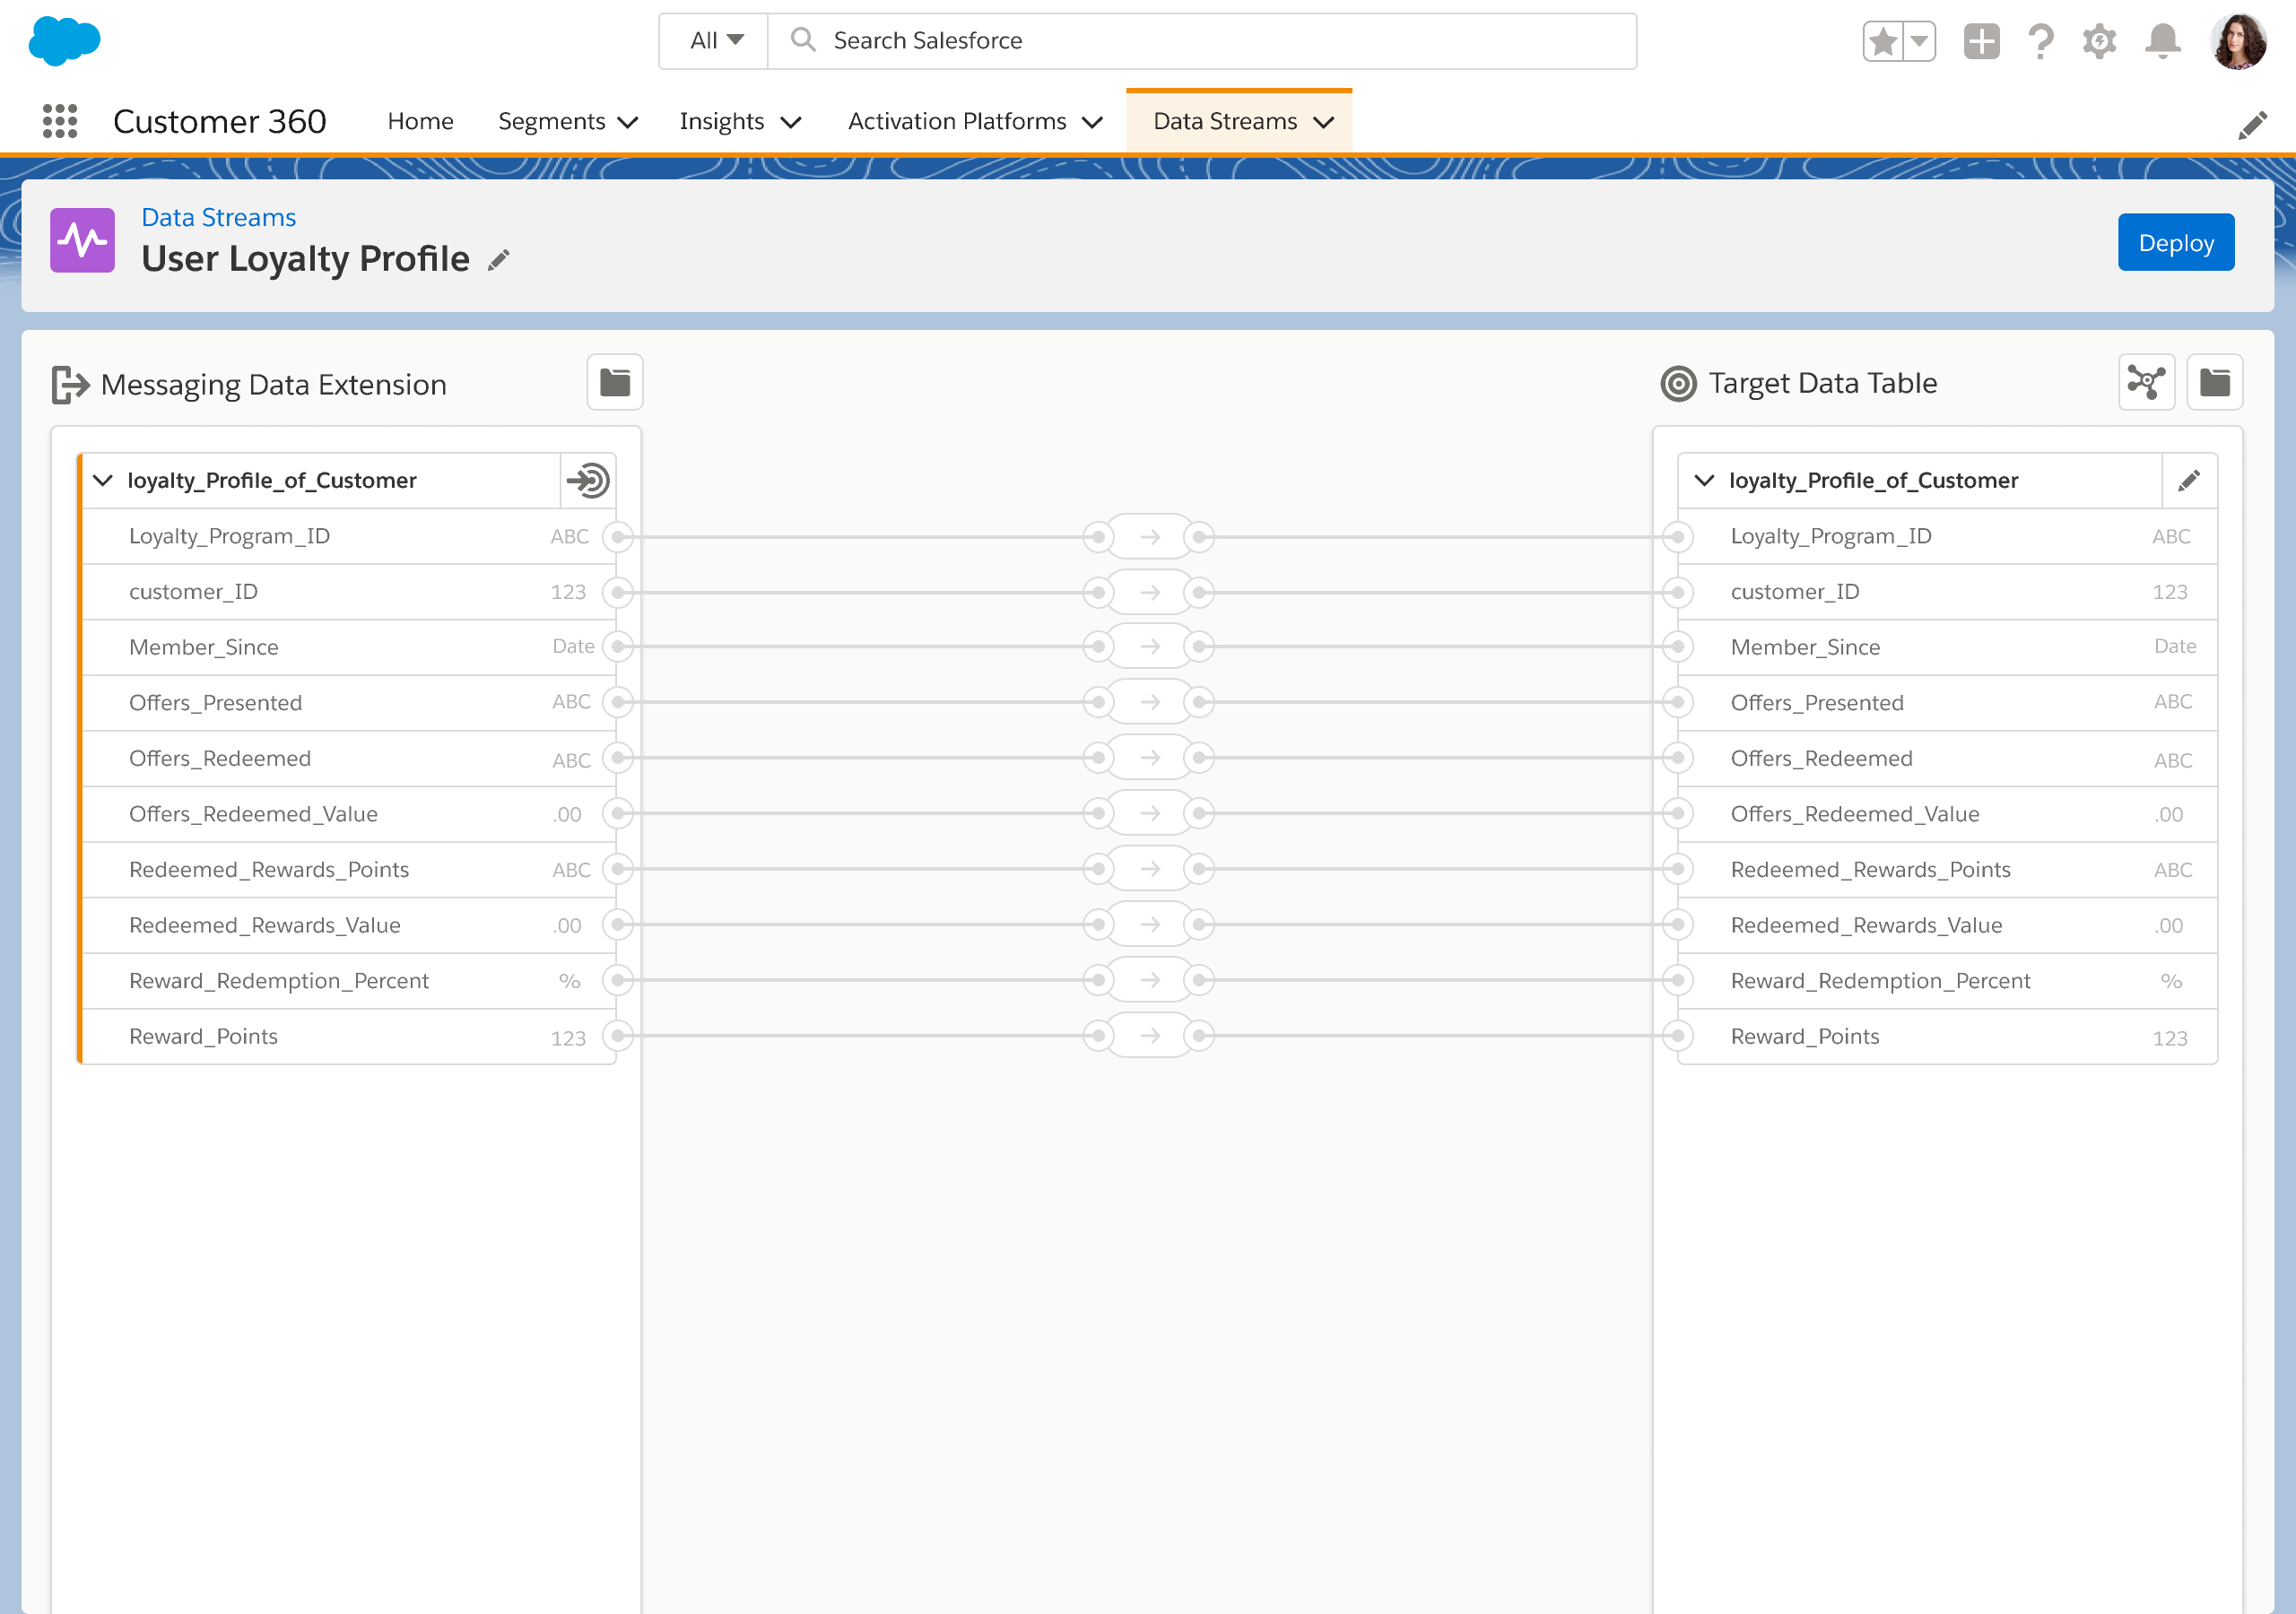 All Search Salesforce
Customer 360 Home Segments Insights Activation Platforms Data Streams
Data Streams
User Loyalty Profile
Deploy
Messaging Data Extension
loyalty_Profile_of_Customer
Loyalty_Program_ID ABC
customer_ID 123
Member_Since Date
Offers_Presented ABC
Offers_Redeemed ABC
Offers_Redeemed_Value .00
Redeemed_Rewards_Points ABC
Redeemed_Rewards_Value .00
Reward_Redemption_Percent %
Reward_Points 123
Target Data Table
loyalty_Profile_of_Customer
Loyalty_Program_ID ABC
customer_ID 123
Member_Since Date
Offers_Presented ABC
Offers_Redeemed ABC
Offers_Redeemed_Value .00
Redeemed_Rewards_Points ABC
Redeemed_Rewards_Value .00
Reward_Redemption_Percent %
Reward_Points 123